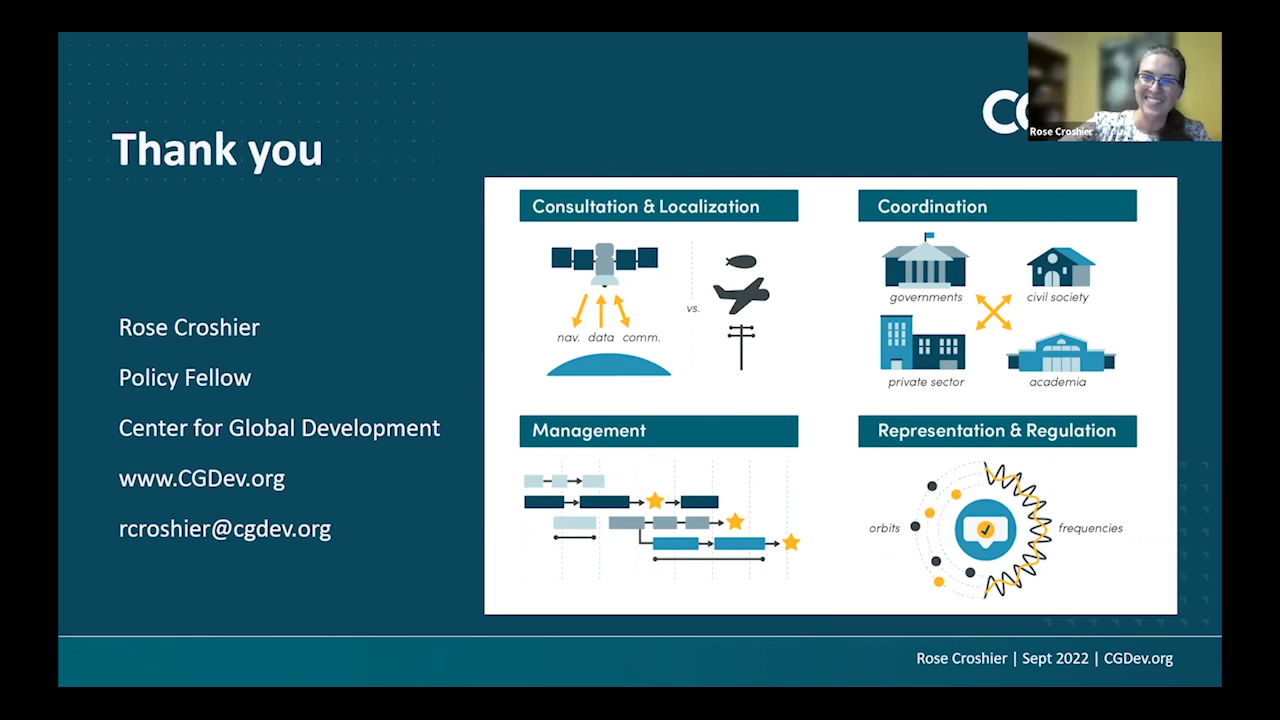 Thank you
CG
Rose Croshier
Rose Croshier
Policy Fellow
Center for Global Development
www.CGDev.org
rcroshier@cgdev.org
Consultation & Localization
vs.
nav. data comm.
Coordination
governments
civil society
private sector
academia
Management
Representation & Regulation
orbits
frequencies
Rose Croshier | Sept 2022 | CGDev.org